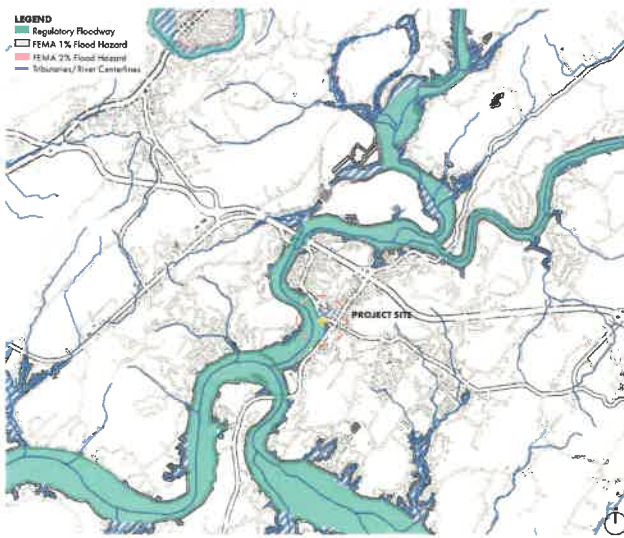 LEGEND
Regulatory Floodway
FEMA 1% Flood Hazard
FEMA 2% Flood Hazard
Tributaries/River Centerlines
PROJECT SITE